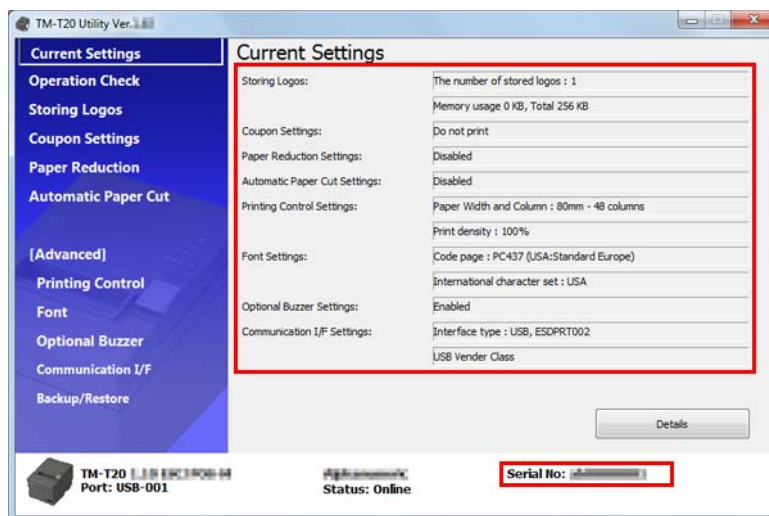 TM-T20 Utility Ver.
Current Settings
Operation Check
Storing Logos
Coupon Settings
Paper Reduction
Automatic Paper Cut
[Advanced]
Printing Control
Font
Optional Buzzer
Communication I/F
Backup/Restore
Current Settings
Storing Logos: The number of stored logos : 1
Memory usage 0 KB, Total 256 KB
Coupon Settings: Do not print
Paper Reduction Settings: Disabled
Automatic Paper Cut Settings: Disabled
Printing Control Settings: Paper Width and Column : 80mm - 48 columns
Print density : 100%
Font Settings: Code page : PC437 (USA:Standard Europe)
International character set : USA
Optional Buzzer Settings: Enabled
Communication I/F Settings: Interface type : USB, ESDPRT002
USB Vender Class
Details
TM-T20
Port: USB-001
Status: Online
Serial No: